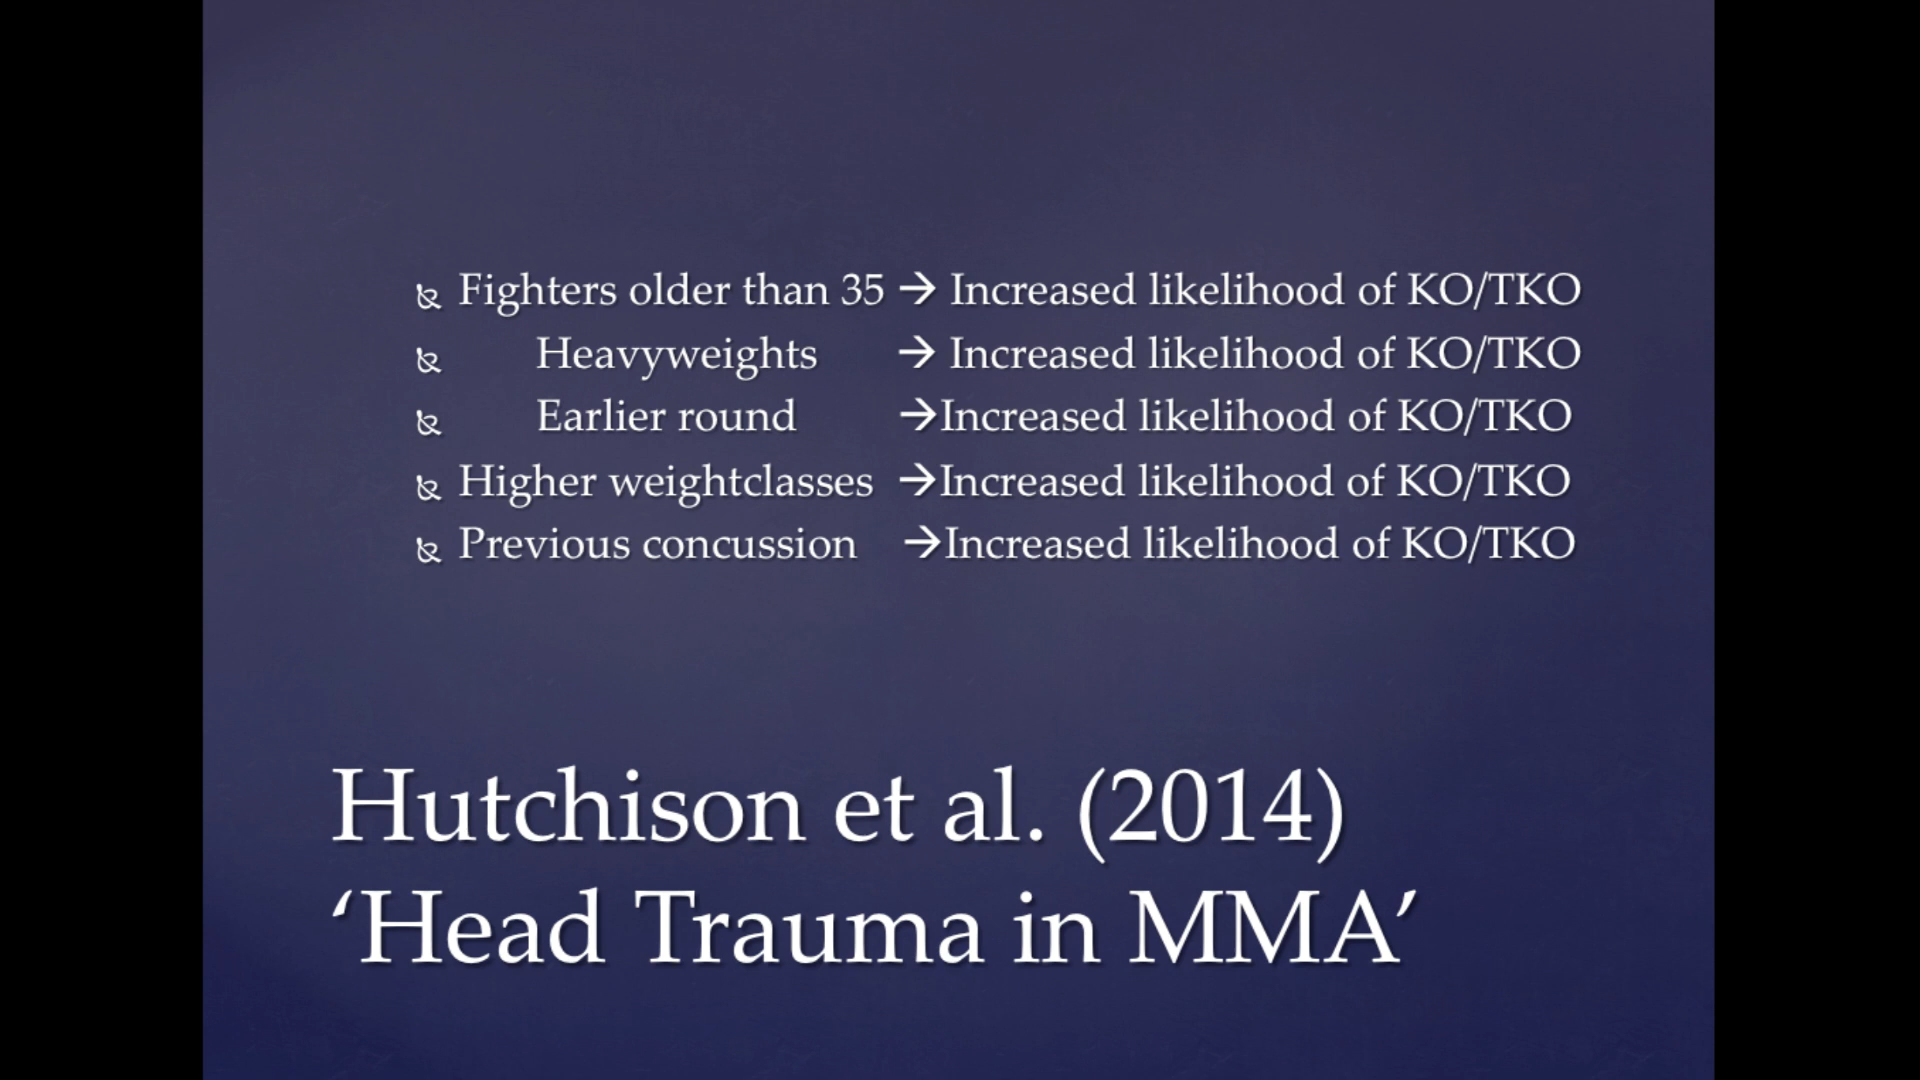 Fighters older than 35 → Increased likelihood of KO/TKO
Heavyweights → Increased likelihood of KO/TKO
Earlier round →Increased likelihood of KO/TKO
Higher weightclasses →Increased likelihood of KO/TKO
Previous concussion →Increased likelihood of KO/TKO
Hutchison et al. (2014)
‘Head Trauma in MMA’